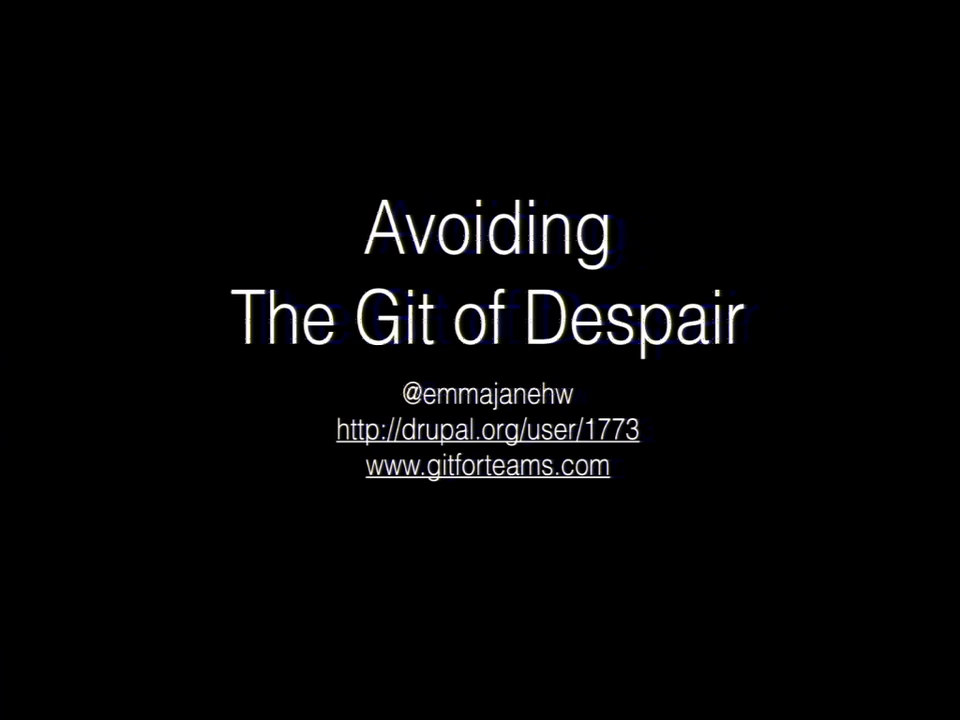 Avoiding
The Git of Despair
@emmajanehw
http://drupal.org/user/1773
www.gitforteams.com